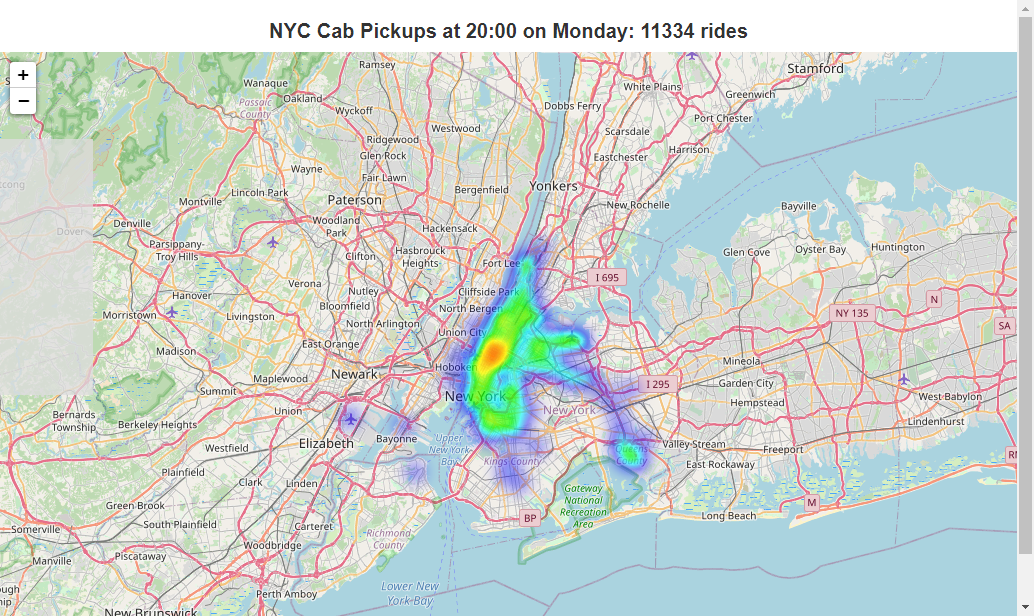 NYC Cab Pickups at 20:00 on Monday: 11334 rides
+
−
Ramsey
Stamford
Wanaque
White Plains
Greenwich
Oakland
Passaic
County
Wyckoff
Dobbs Ferry
Port Chester
Westwood
Scarsdale
Ridgewood
Harrison
Glen Rock
Eastchester
Wayne
Fair Lawn
Lincoln Park
Bergenfield
Yonkers
Paterson
Montville
New Rochelle
Bayville
Denville
Woodland
Park
Hackensack
Dover
Parsippany-
Troy Hills
Clifton
Hasbrouck
Heights
Fort Lee
Glen Cove
Oyster Bay
Huntington
I 695
Verona
Nutley
Cliffside Park
Hanover
Bloomfield
North Bergen
N
Morristown
Livingston
North Arlington
NY 135
Union City
SA
East Orange
Madison
Hoboken
Mineola
Newark
Maplewood
I 295
Garden City
Summit
New York
West Babylon
Hempstead
Union
New York
Bernards
Township
Berkeley Heights
Lindenhurst
Elizabeth
Bayonne
Upper
New York
Bay
Valley Stream
Freeport
Westfield
Queens
County
Kings County
East Rockaway
Plainfield
Clark
Linden
Gateway
National
Recreation
Area
M
Green Brook
Long Beach
BP
South Plainfield
Somerville
Carteret
Richmond
County
Woodbridge
Piscataway
Manville
Lower New
York Bay
Perth Amboy
New Brunswick